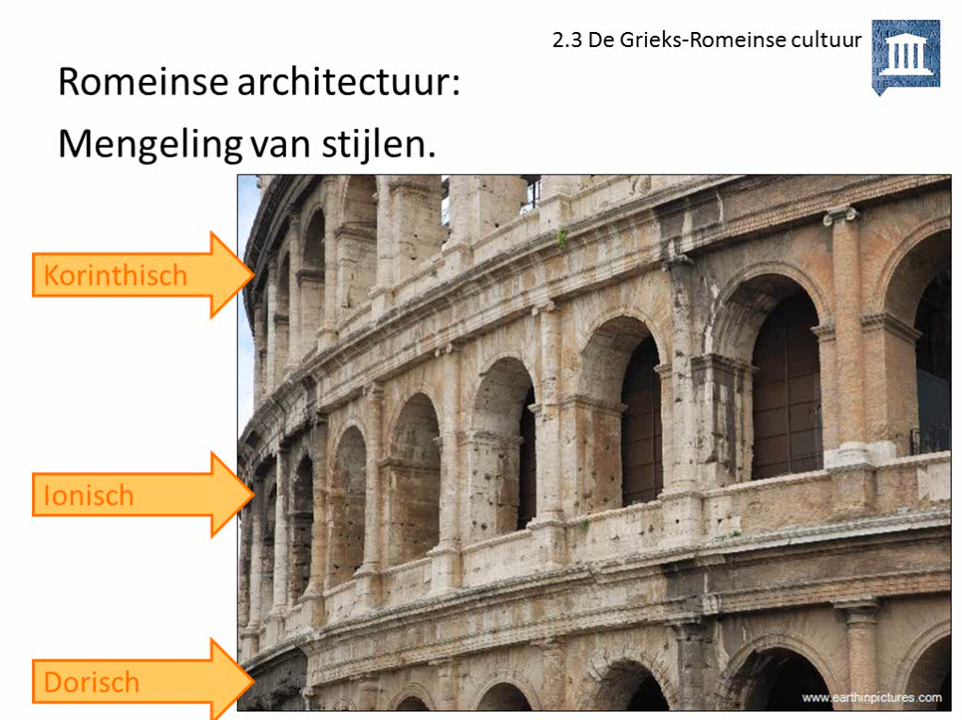 2.3 De Grieks-Romeinse cultuur
Romeinse architectuur:
Mengeling van stijlen.
Korinthisch
Ionisch
Dorisch
www.earthinpictures.com